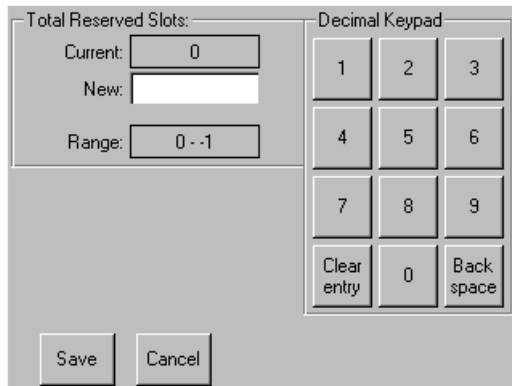 Total Reserved Slots:
Current: 0
New:
Range: 0 - -1
Decimal Keypad
1 2 3
4 5 6
7 8 9
Clear entry 0 Back space
Save Cancel